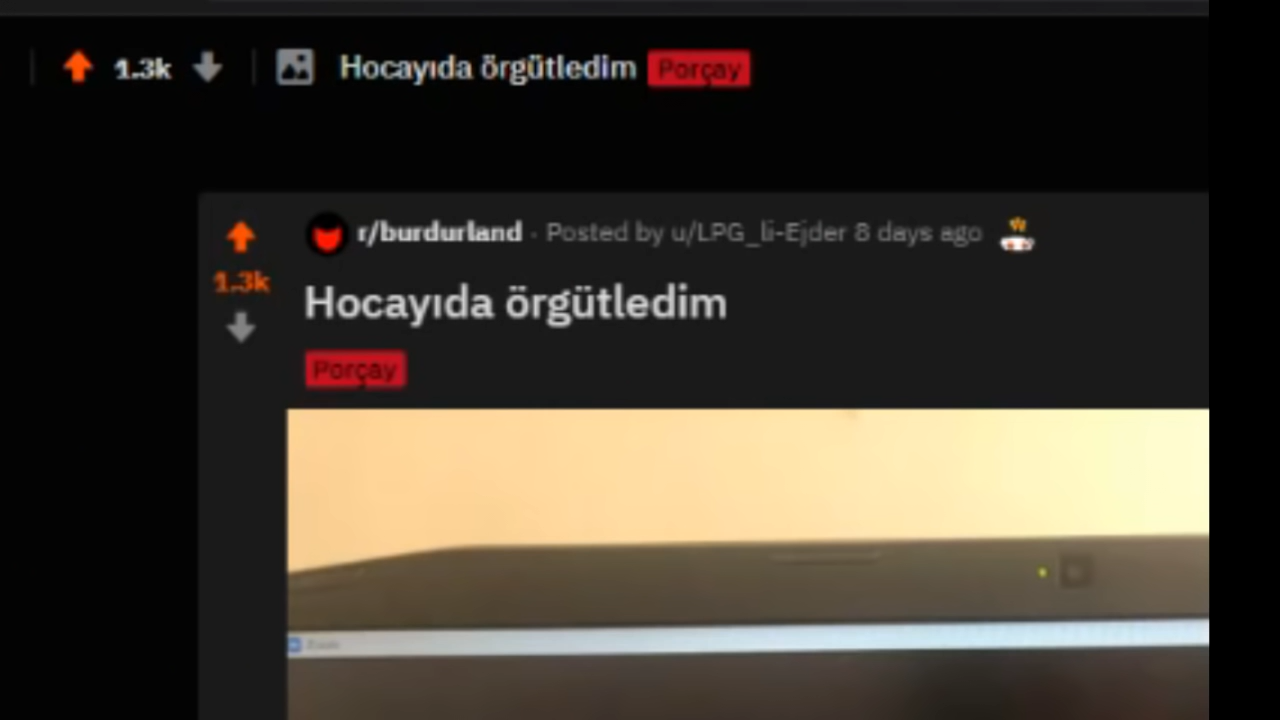 1.3k Hocayıda örgütledim Porçay
r/burdurland · Posted by u/LPG_li-Ejder 8 days ago
1.3k
Hocayıda örgütledim
Porçay